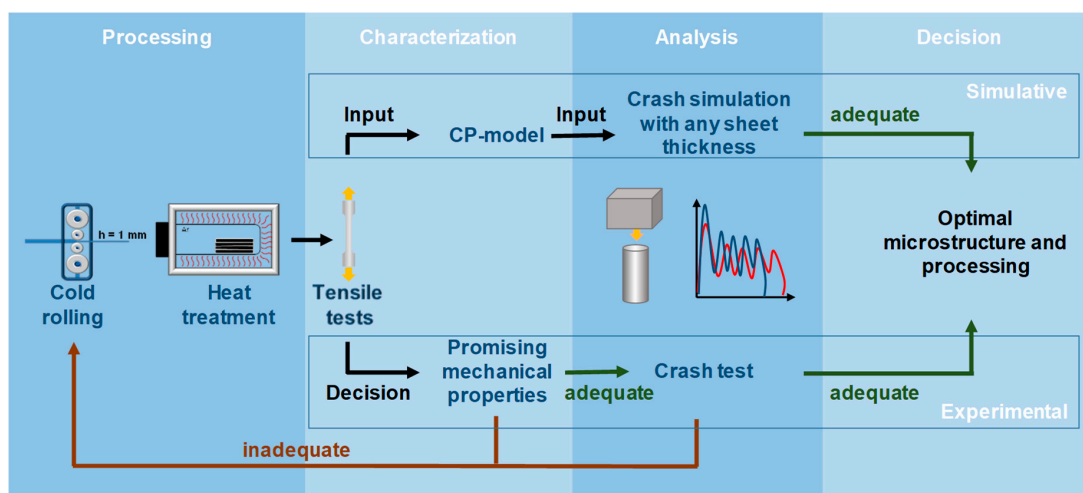 Processing
Characterization
Analysis
Decision
Simulative
Input
CP-model
Input
Crash simulation
with any sheet
thickness
adequate
h = 1 mm
Ar
Cold
rolling
Heat
treatment
Tensile
tests
Optimal
microstructure and
processing
Decision
Promising
mechanical
properties
adequate
Crash test
adequate
Experimental
inadequate